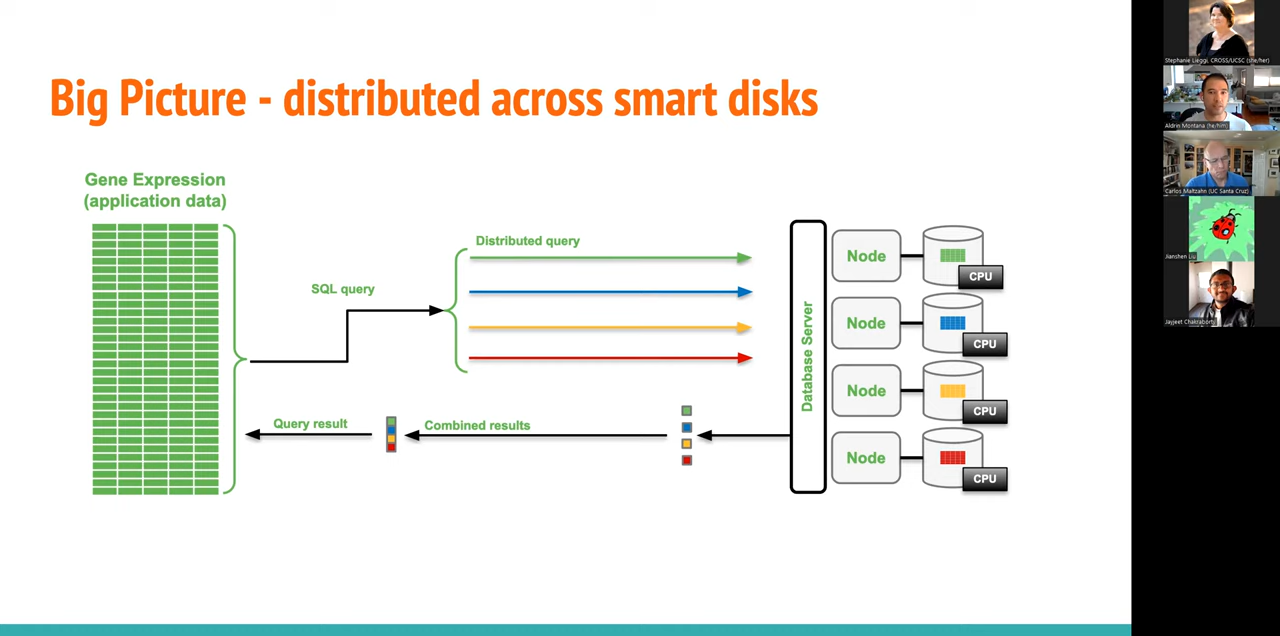 Big Picture - distributed across smart disks
Gene Expression
(application data)
SQL query
Distributed query
Query result
Combined results
Database Server
Node
CPU
Node
CPU
Node
CPU
Node
CPU
Stephanie Lieggi, CROSS/UCSC (she/her)
Aldrin Montana (he/him)
Carlos Maltzahn (UC Santa Cruz)
Jianshen Liu
Jayjeet Chakraborty